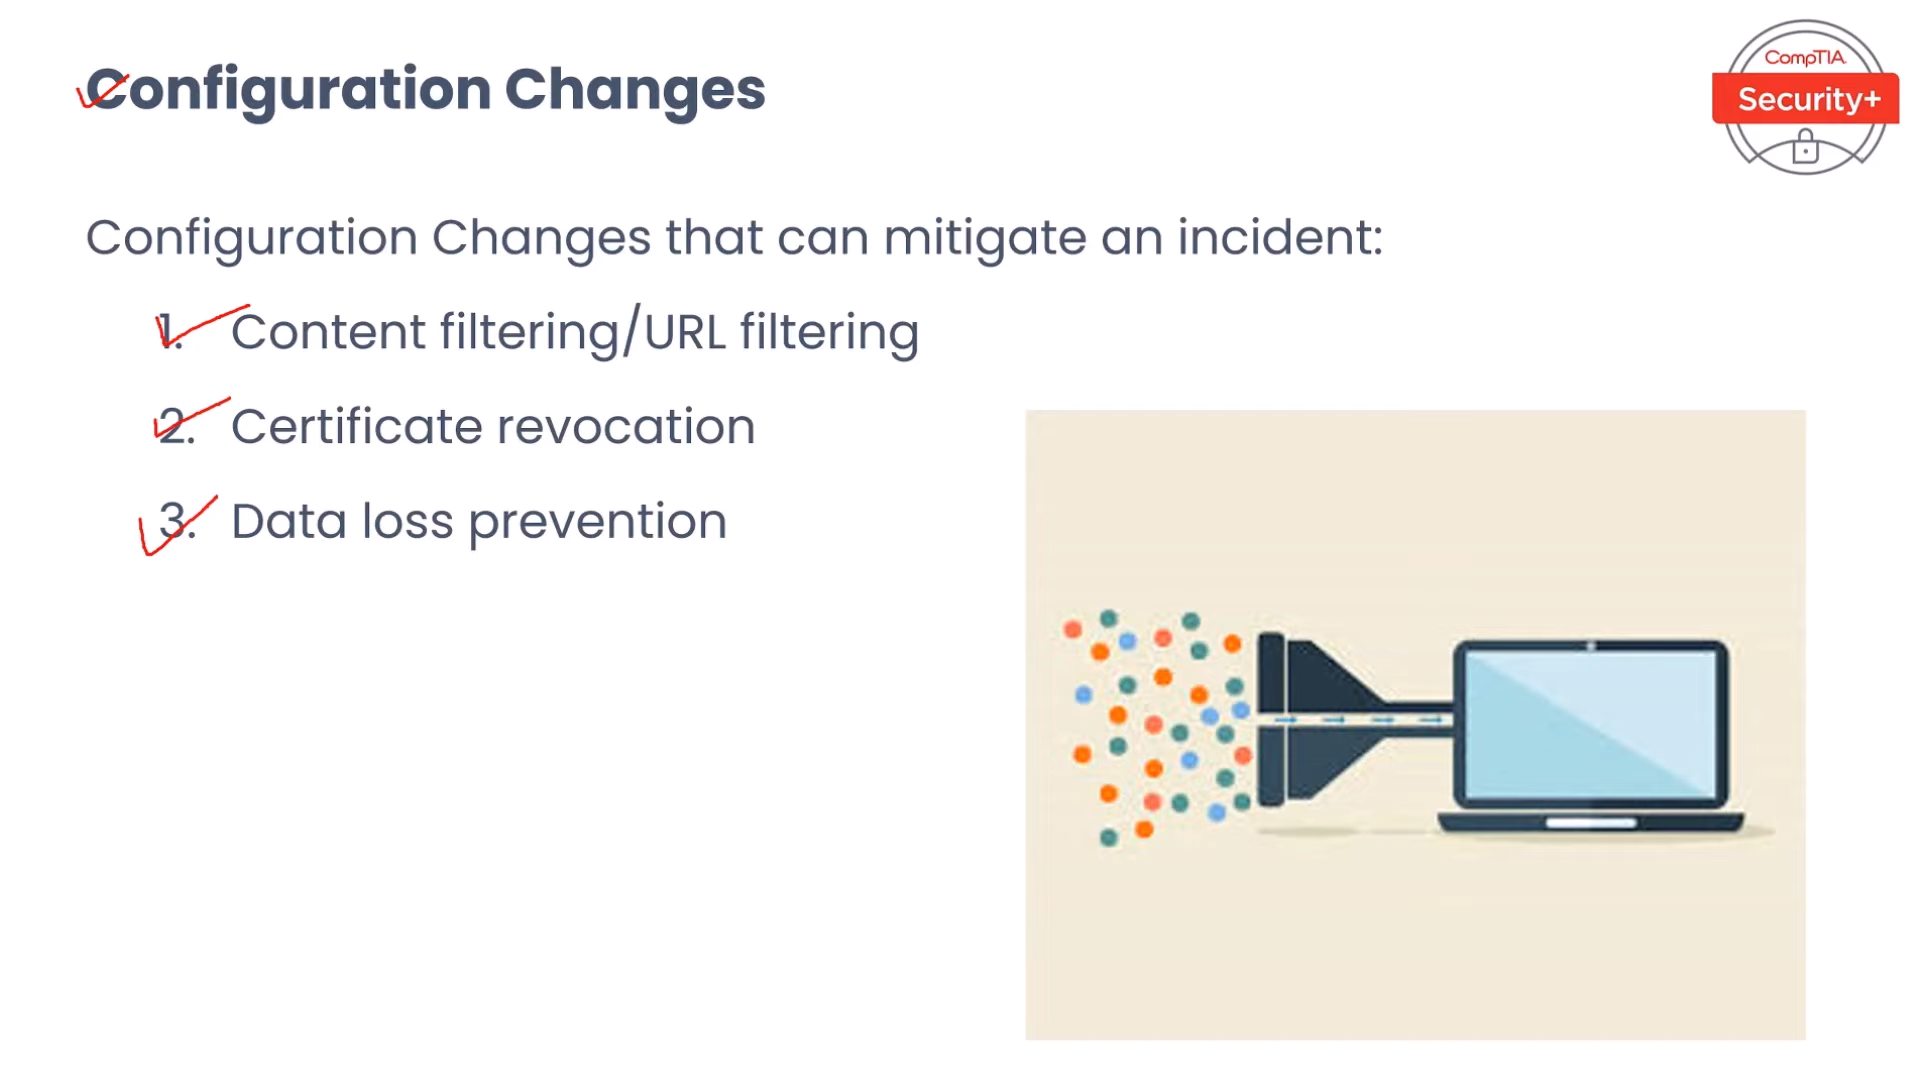 Configuration Changes
CompTIA.
Security+
Configuration Changes that can mitigate an incident:
1. Content filtering/URL filtering
2. Certificate revocation
3. Data loss prevention